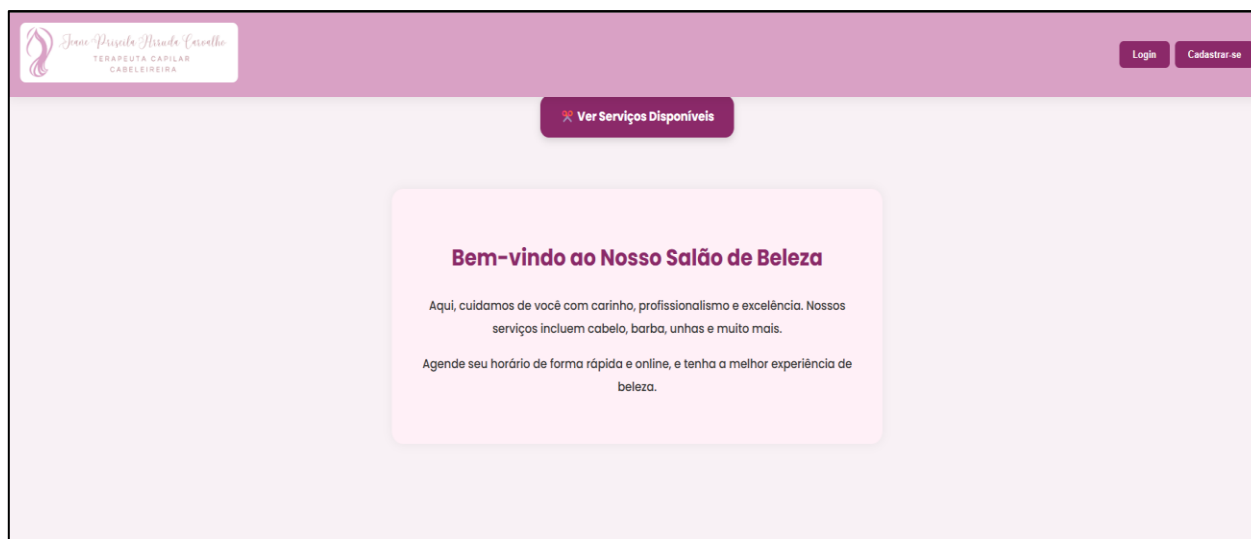 Jeane Priscila Arruda Carvalho
TERAPEUTA CAPILAR
CABELEIREIRA
Login
Cadastrar-se
Ver Serviços Disponíveis
Bem-vindo ao Nosso Salão de Beleza
Aqui, cuidamos de você com carinho, profissionalismo e excelência. Nossos
serviços incluem cabelo, barba, unhas e muito mais.
Agende seu horário de forma rápida e online, e tenha a melhor experiência de
beleza.